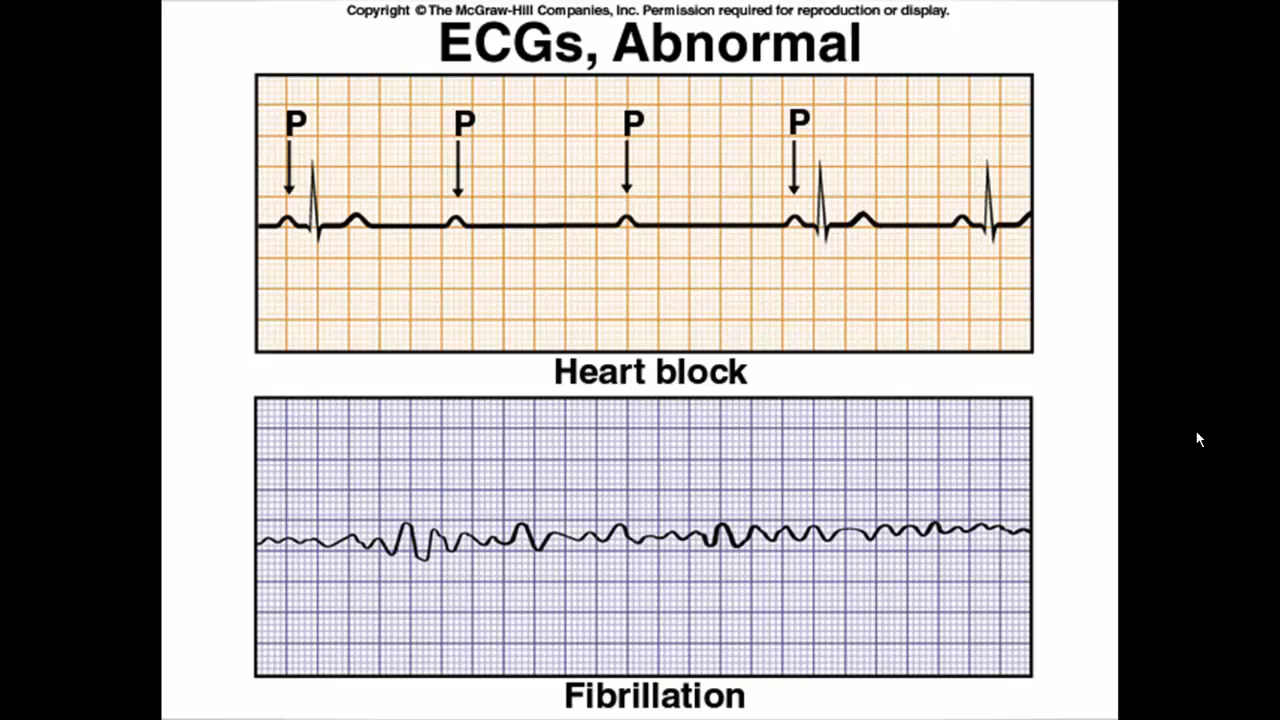 Copyright © The McGraw-Hill Companies, Inc. Permission required for reproduction or display.
ECGs, Abnormal
P P P P
Heart block
Fibrillation